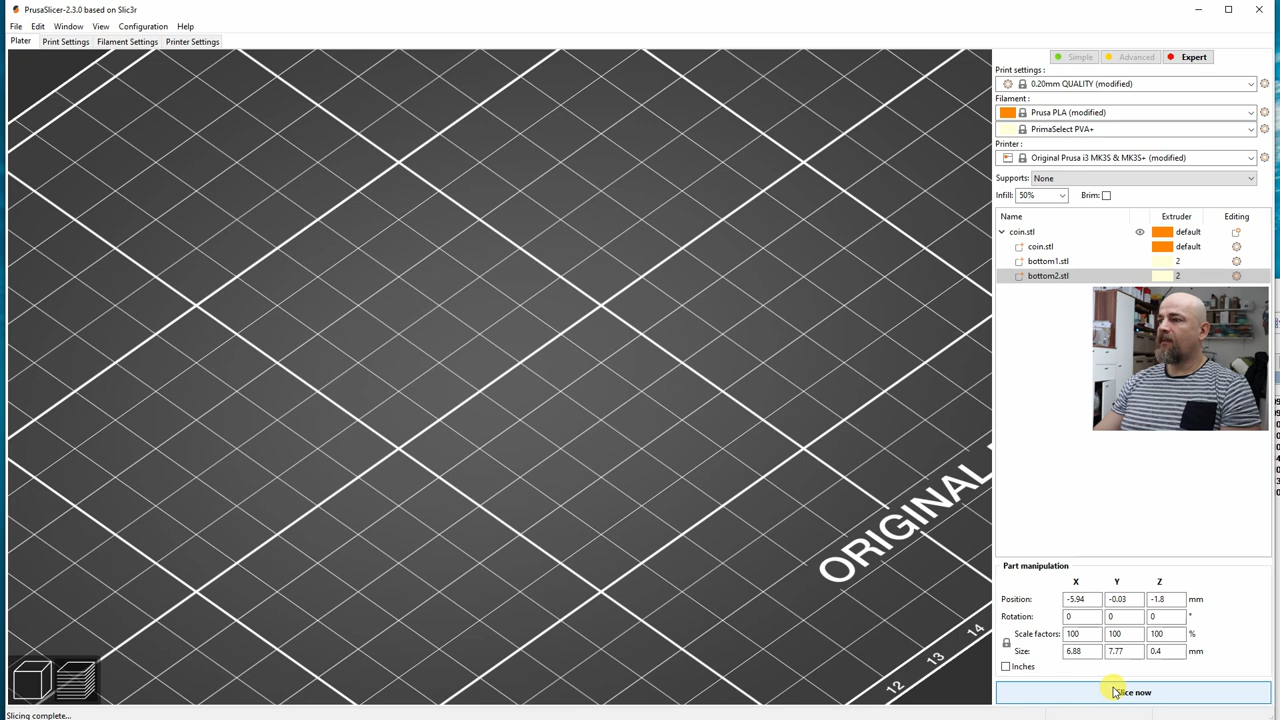 PrusaSlicer-2.3.0 based on Slic3r
File Edit Window View Configuration Help
Plater Print Settings Filament Settings Printer Settings
Simple Advanced Expert
Print settings :
0.20mm QUALITY (modified)
Filament :
Prusa PLA (modified)
PrimaSelect PVA+
Printer :
Original Prusa i3 MK3S & MK3S+ (modified)
Supports: None
Infill: 50% Brim:
Name Extruder Editing
coin.stl default
coin.stl default
bottom1.stl 2
bottom2.stl 2
ORIGINAL
14
13
12
Part manipulation
X Y Z
Position: -5.94 -0.03 -1.8 mm
Rotation: 0 0 0 °
Scale factors: 100 100 100 %
Size: 6.88 7.77 0.4 mm
Inches
Slice now
Slicing complete...